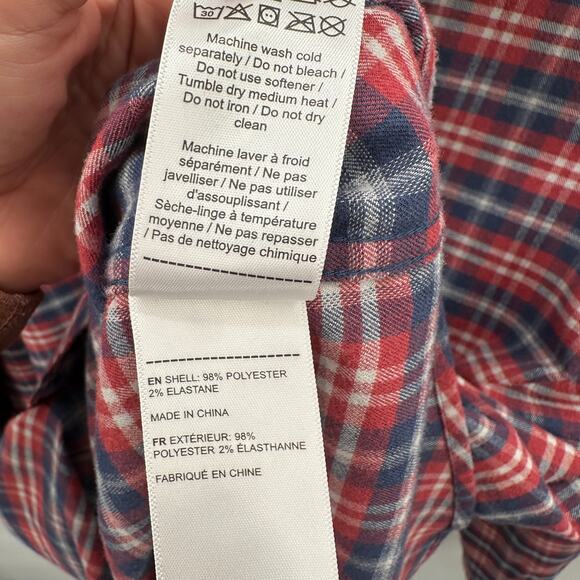 30
Machine wash cold
separately / Do not bleach /
Do not use softener /
Tumble dry medium heat /
Do not iron / Do not dry
clean
Machine laver à froid
séparément / Ne pas
javelliser / Ne pas utiliser
d'assouplissant /
Sèche-linge à température
moyenne / Ne pas repasser
/ Pas de nettoyage chimique
EN SHELL: 98% POLYESTER
2% ELASTANE
MADE IN CHINA
FR EXTÉRIEUR: 98%
POLYESTER 2% ÉLASTHANNE
FABRIQUÉ EN CHINE